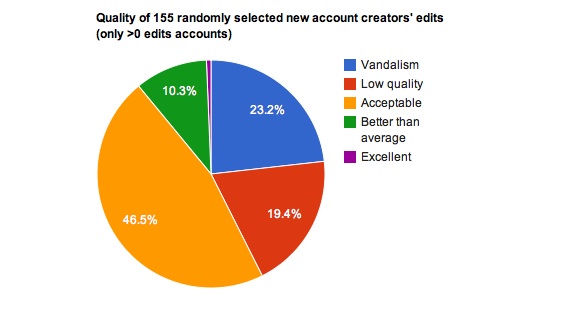 Quality of 155 randomly selected new account creators' edits
(only >0 edits accounts)
Vandalism
Low quality
Acceptable
Better than
average
Excellent
10.3%
23.2%
19.4%
46.5%